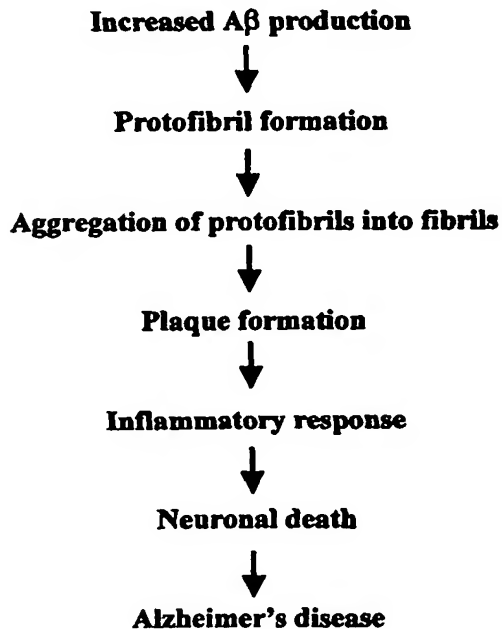 Increased Aβ production
Protofibril formation
Aggregation of protofibrils into fibrils
Plaque formation
Inflammatory response
Neuronal death
Alzheimer's disease